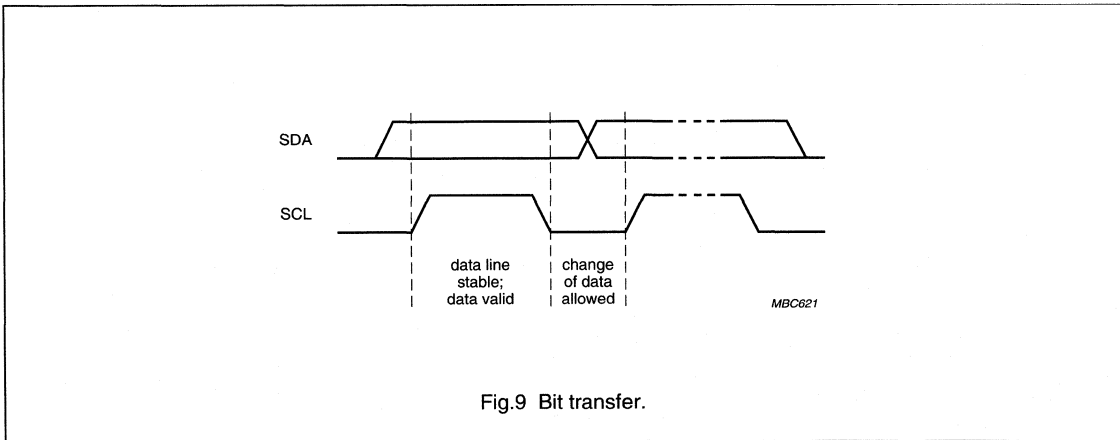 SDA
SCL
data line
stable;
data valid
change
of data
allowed
MBC621
Fig.9 Bit transfer.